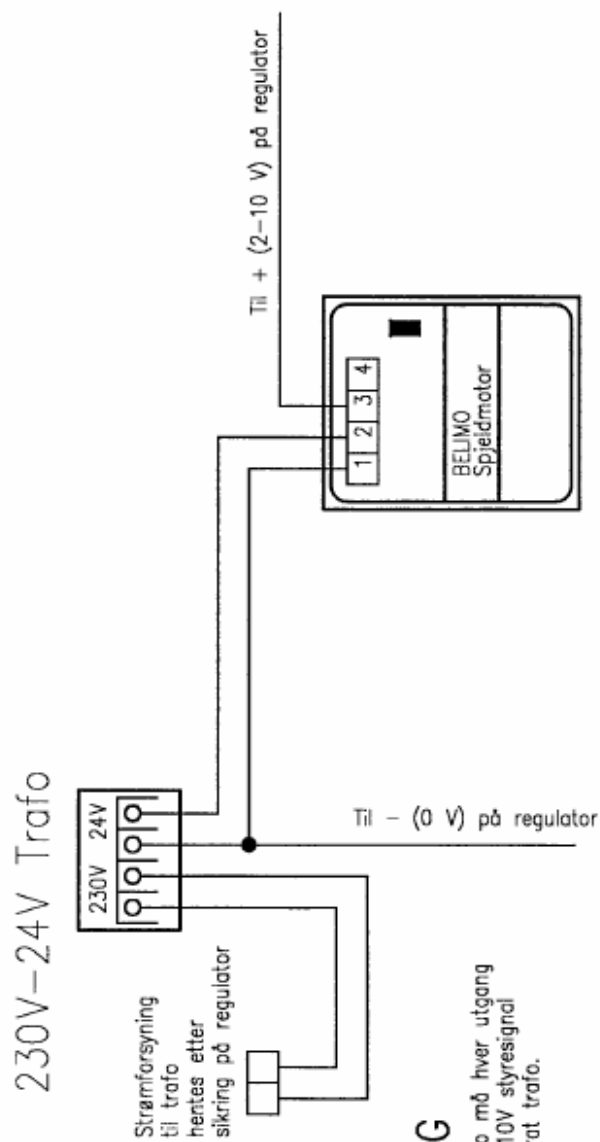 230V-24V Trafo
230V 24V
Strømforsyning
til trafo
hentes etter
sikring på regulator
Til + (2-10 V) på regulator
1 2 3 4
BELIMO
Spjeldmotor
Til - (0 V) på regulator
G
må hver utgang
10V styresignal
trafo.